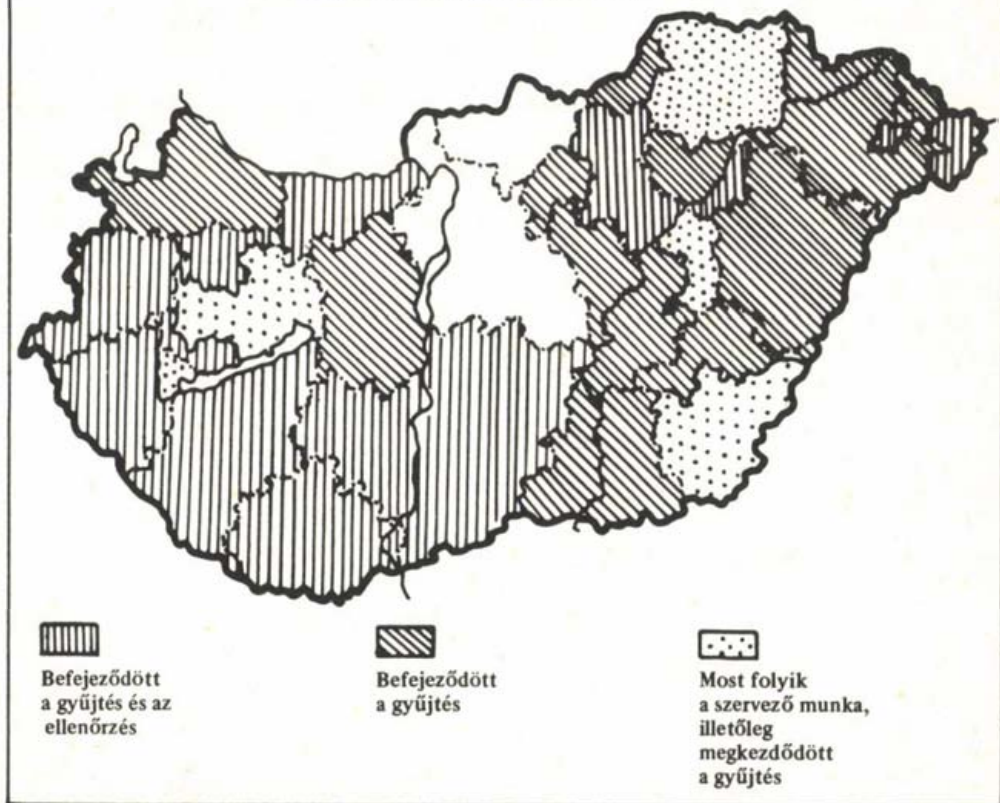 Befejeződött
a gyűjtés és az
ellenőrzés
Befejeződött
a gyűjtés
Most folyik
a szervező munka,
illetőleg
megkezdődött
a gyűjtés